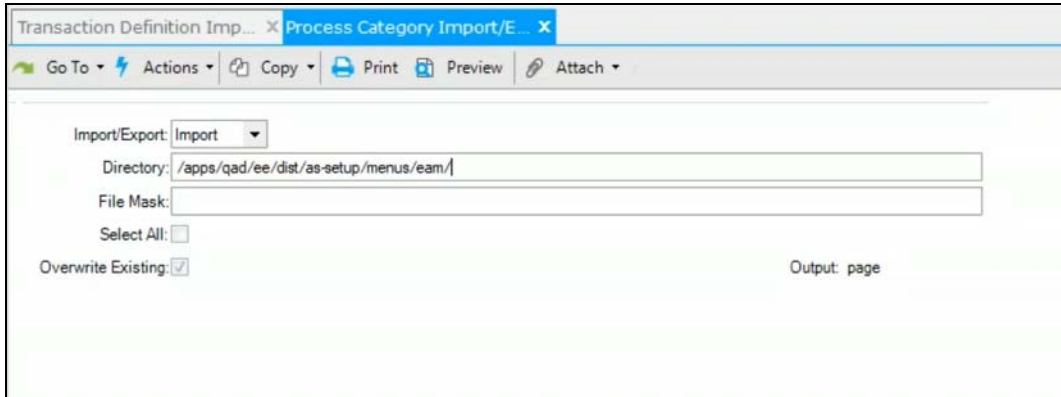 Transaction Definition Imp... X Process Category Import/E... X
Go To Actions Copy Print Preview Attach
Import/Export: Import
Directory: /apps/qad/ee/dist/as-setup/menus/eam/
File Mask:
Select All:
Overwrite Existing: Output: page